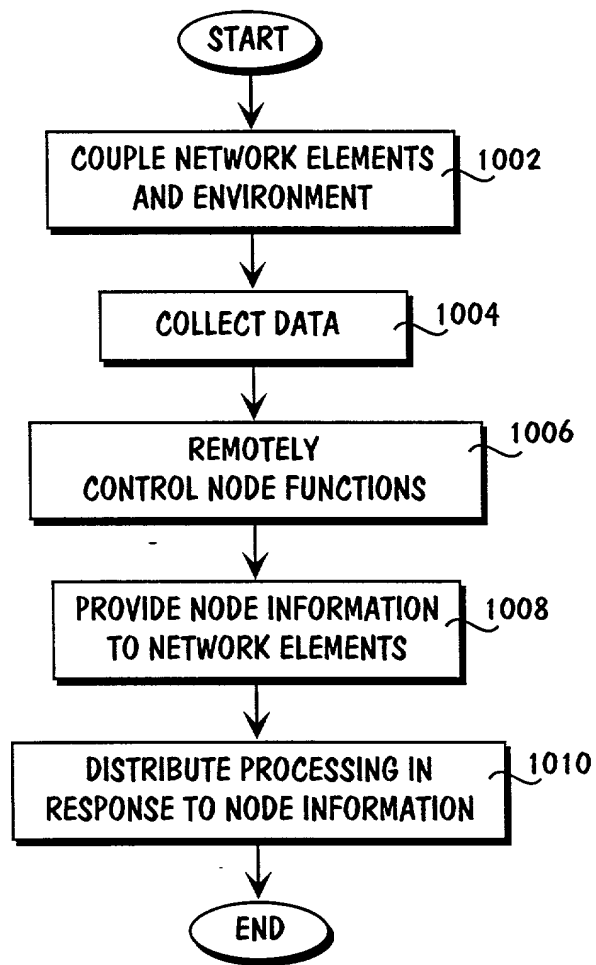 START
COUPLE NETWORK ELEMENTS
AND ENVIRONMENT
1002
COLLECT DATA
1004
REMOTELY
CONTROL NODE FUNCTIONS
1006
PROVIDE NODE INFORMATION
TO NETWORK ELEMENTS
1008
DISTRIBUTE PROCESSING IN
RESPONSE TO NODE INFORMATION
1010
END